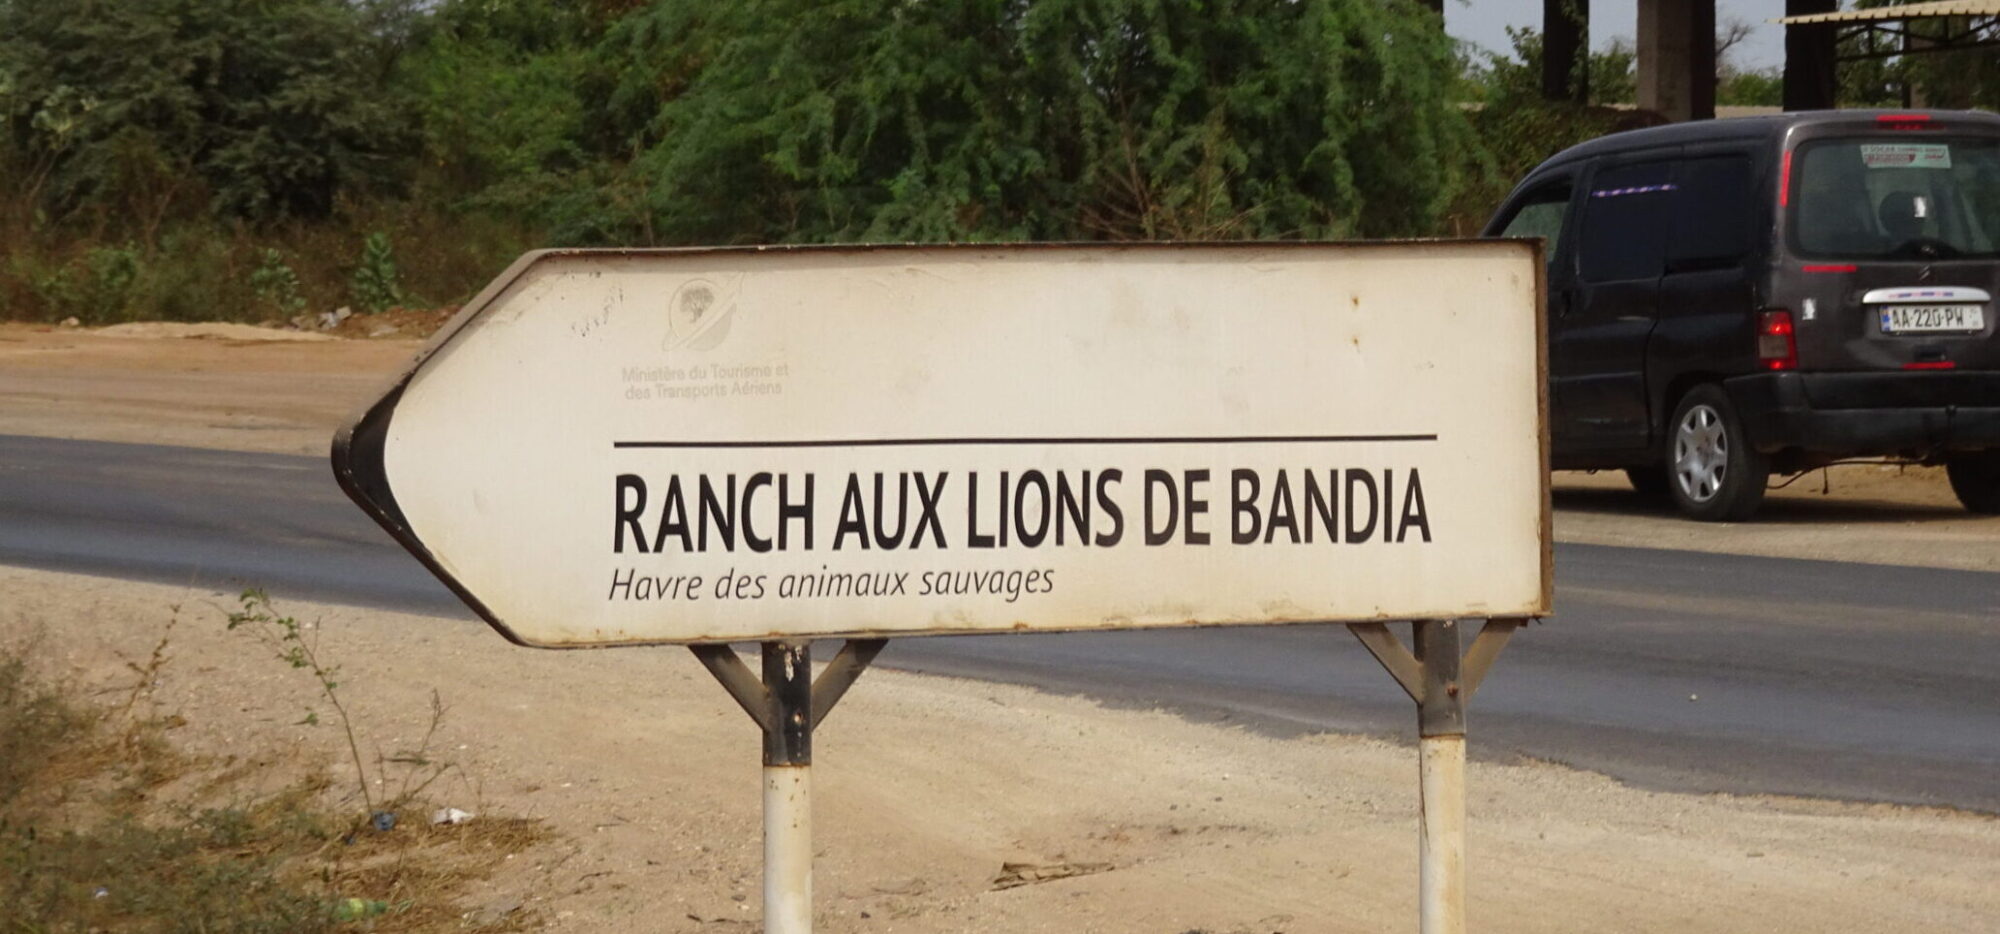 Ministère du Tourisme et
des Transports Aériens
RANCH AUX LIONS DE BANDIA
Havre des animaux sauvages
AA-220-PW